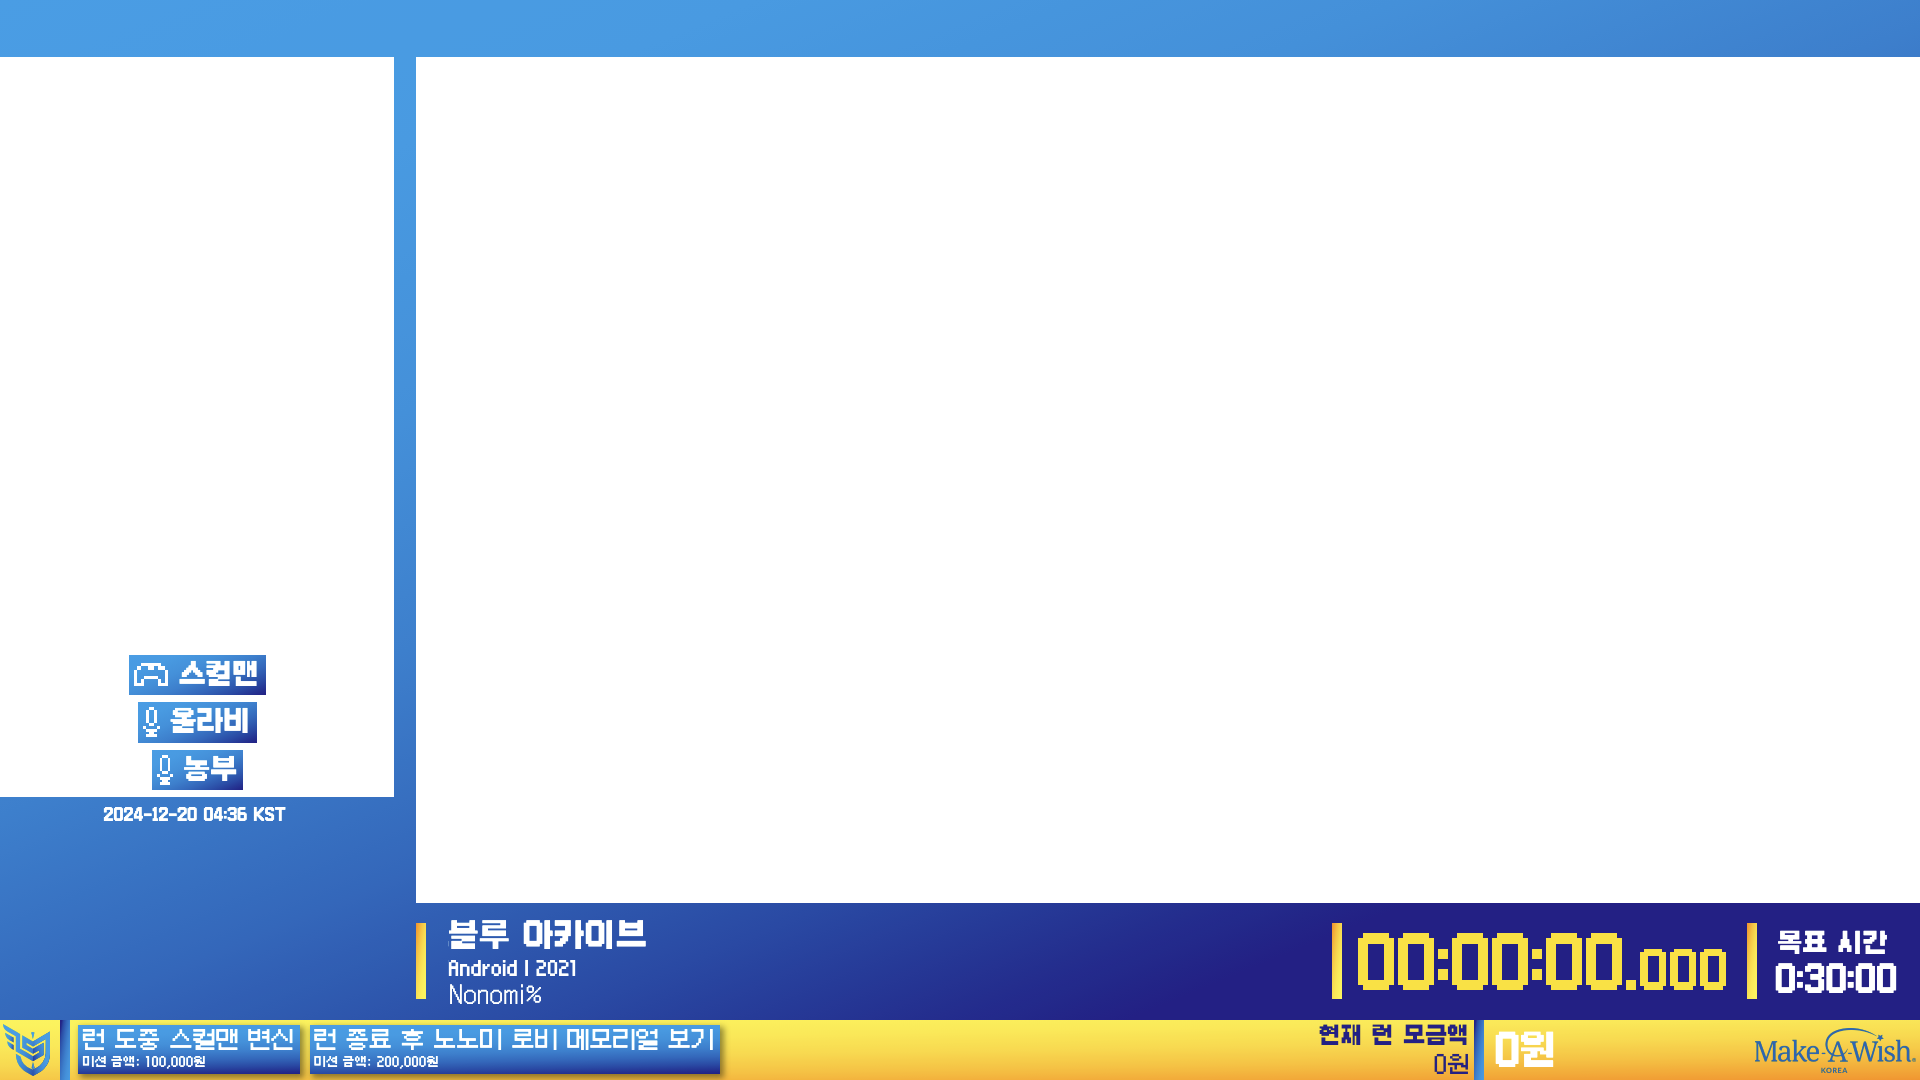 스컬맨
울라비
농부
2024-12-20 04:36 KST
블루 아카이브
Android | 2021
Nonomi%
00:00:00.000
목표 시간
0:30:00
런 도중 스컬맨 변신
미션 금액: 100,000원
런 종료 후 노노미 로비 메모리얼 보기
미션 금액: 200,000원
현재 런 모금액
0원
0원
Make-A-Wish.
KOREA